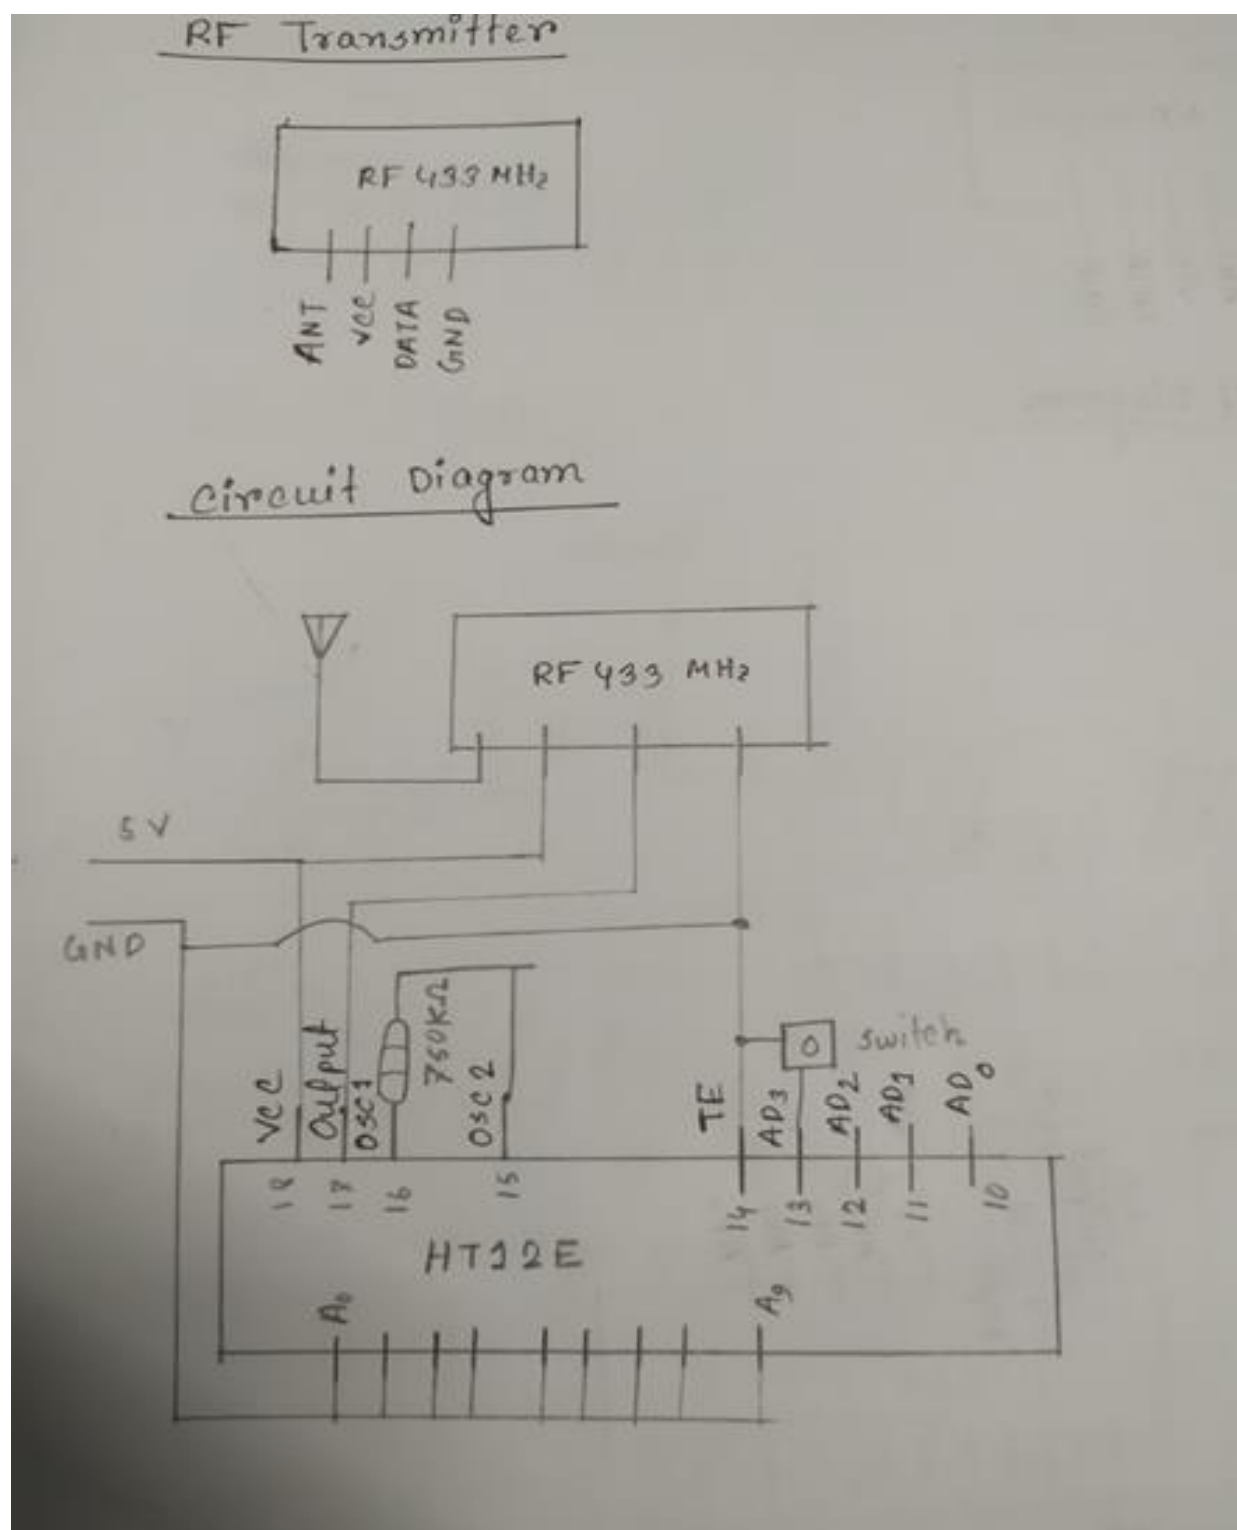 RF Transmitter
RF 433 MHz
ANT
VCC
DATA
GND
Circuit Diagram
RF 433 MHz
5V
GND
VCC
Output
OSC1
750KΩ
OSC2
TE
AD3
switch
AD2
AD1
AD0
18
17
16
15
14
13
12
11
10
HT12E
A0
A9